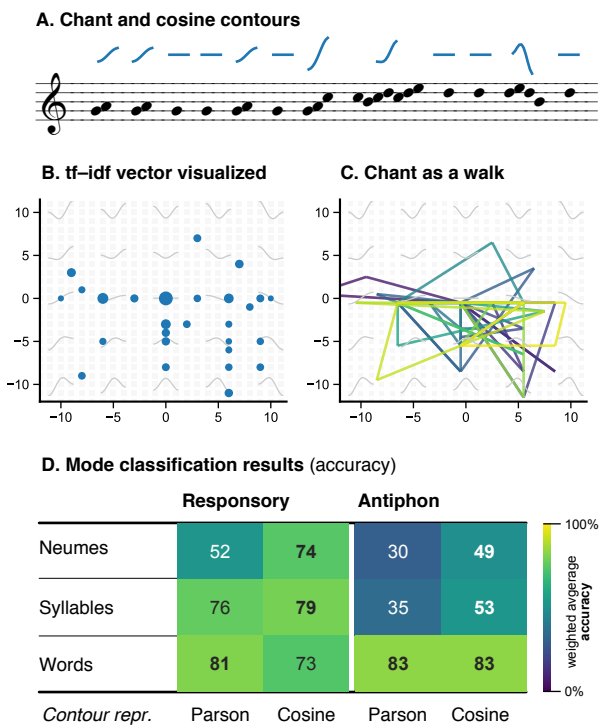 A. Chant and cosine contours
B. tf–idf vector visualized
C. Chant as a walk
10
5
0
−5
−10
−10
−5
0
5
10
10
5
0
−5
−10
−10
−5
0
5
10
D. Mode classification results (accuracy)
Responsory Antiphon
Neumes 52 74 30 49
Syllables 76 79 35 53
Words 81 73 83 83
Contour repr. Parson Cosine Parson Cosine
100%
0%
weighted avgerage
accuracy